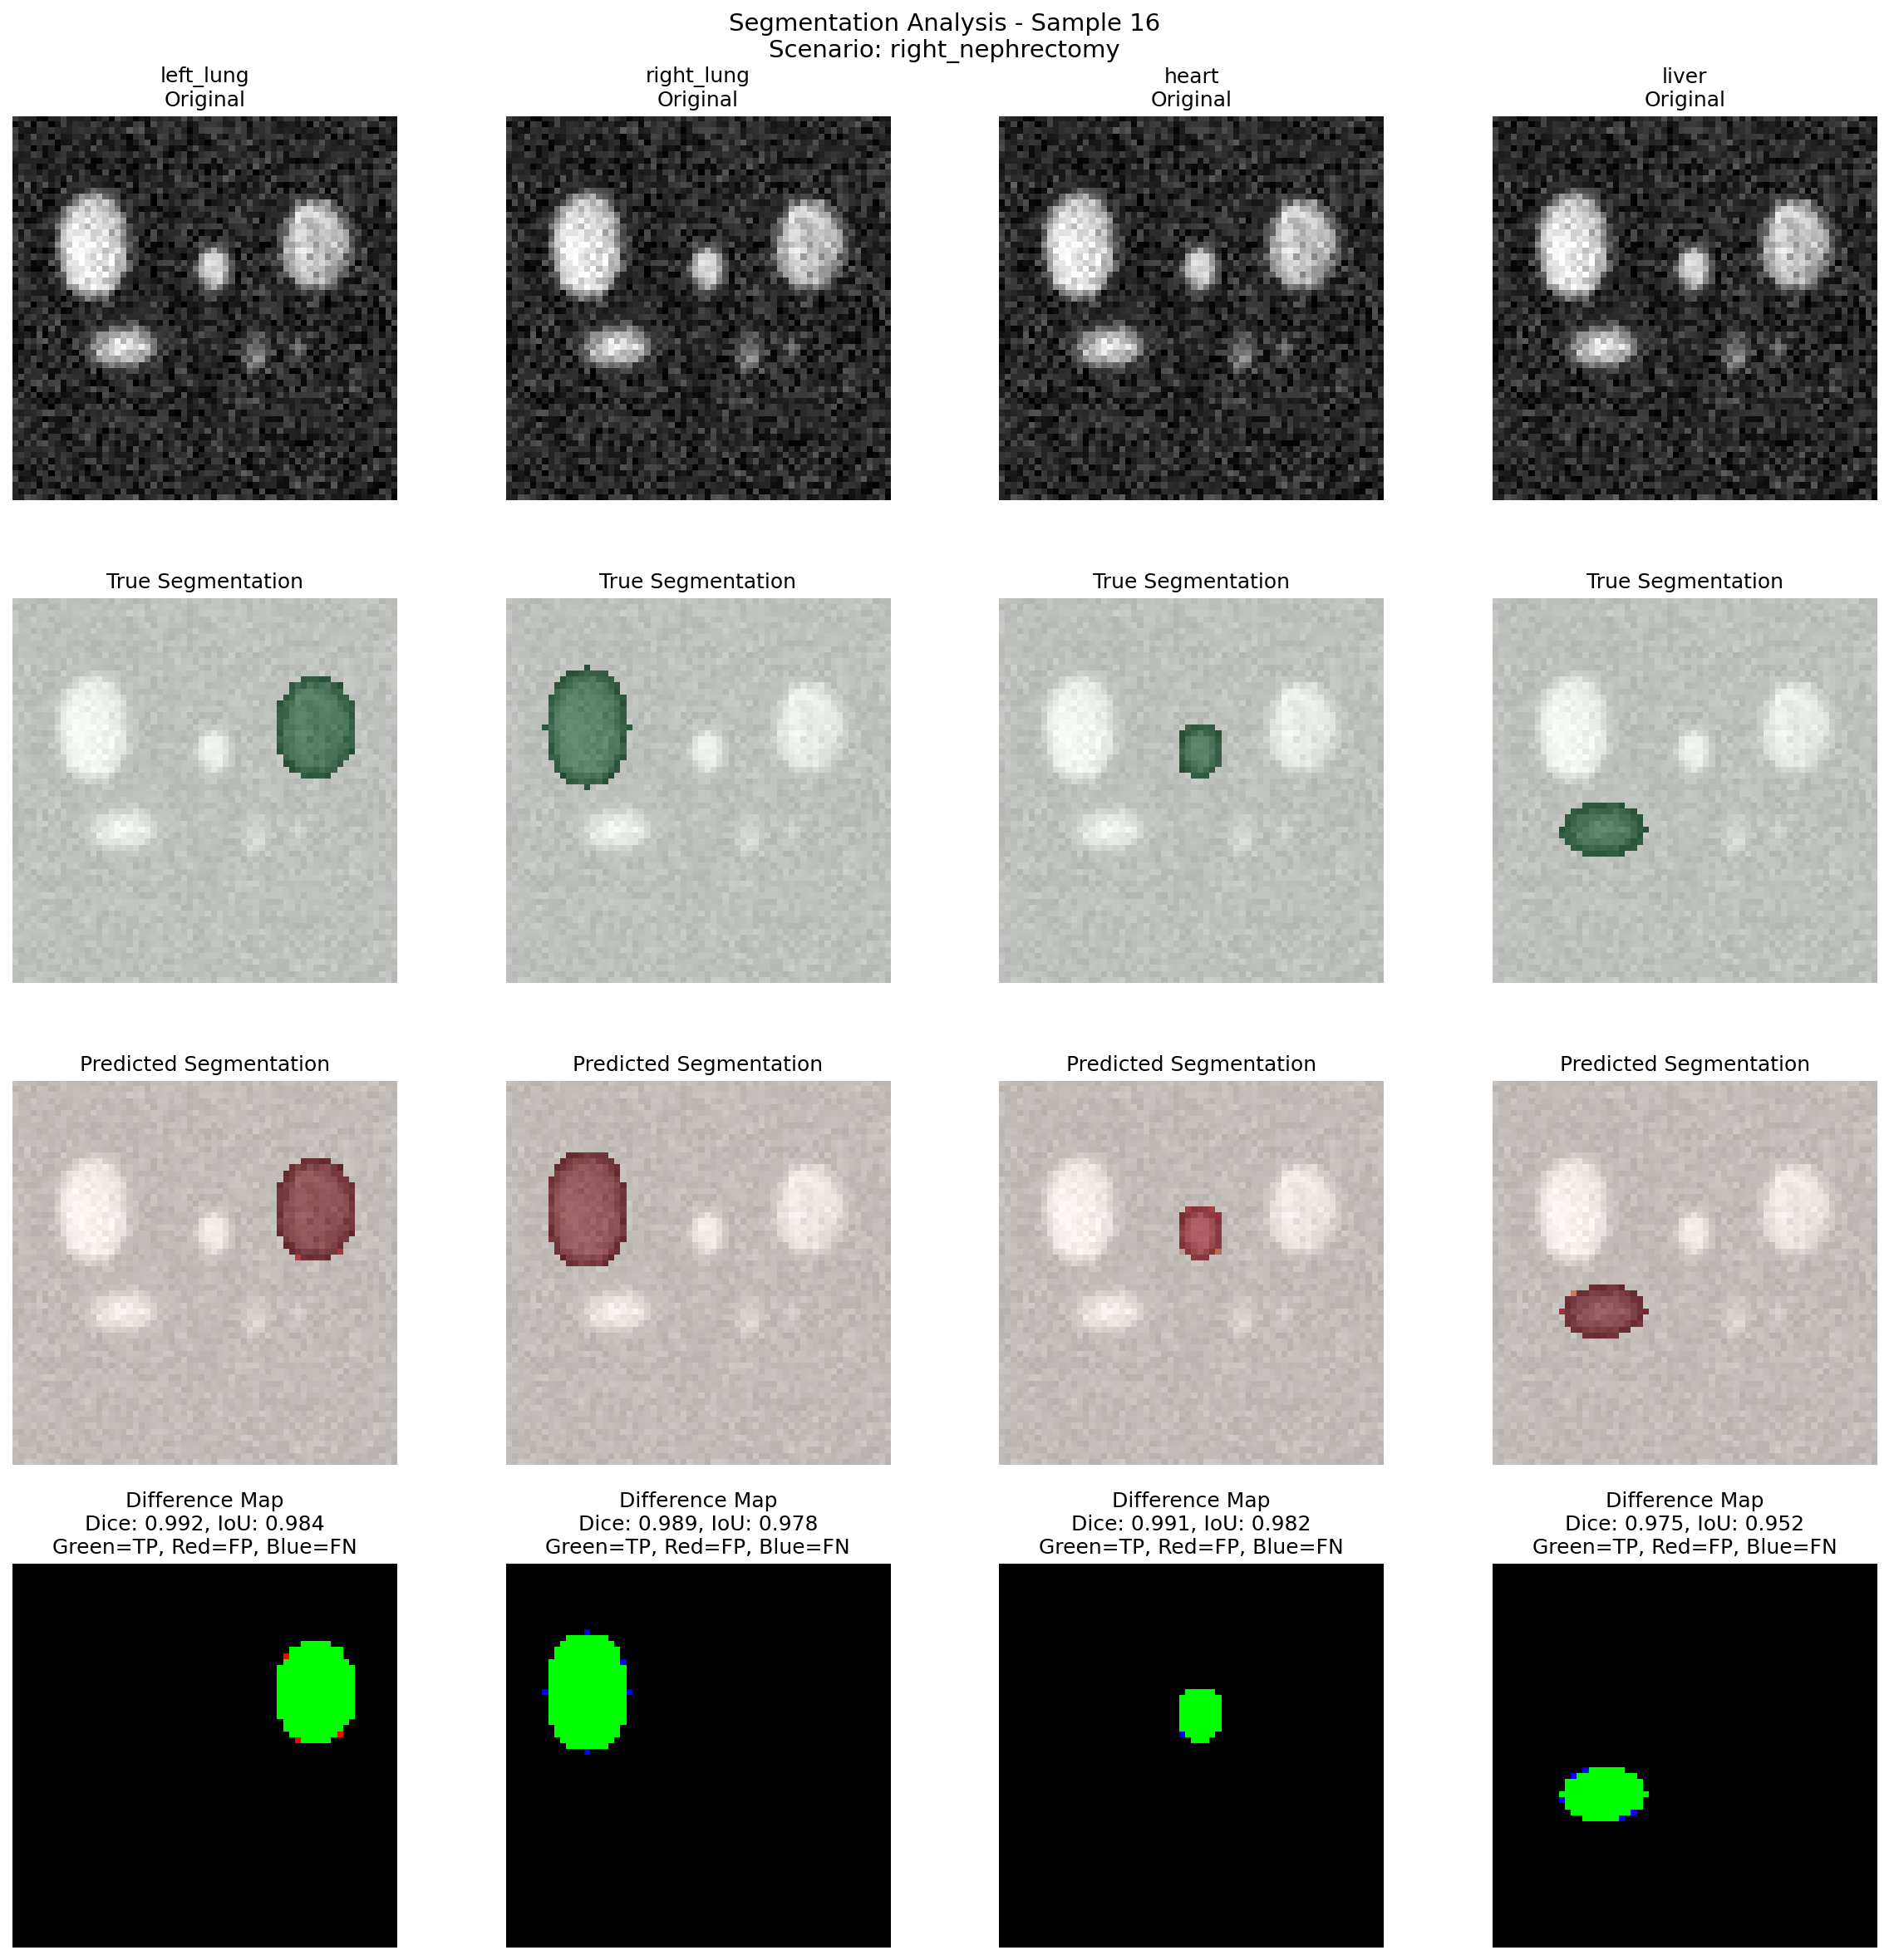 Segmentation Analysis - Sample 16
Scenario: right_nephrectomy
left_lung
Original
right_lung
Original
heart
Original
liver
Original
True Segmentation
True Segmentation
True Segmentation
True Segmentation
Predicted Segmentation
Predicted Segmentation
Predicted Segmentation
Predicted Segmentation
Difference Map
Dice: 0.992, IoU: 0.984
Green=TP, Red=FP, Blue=FN
Difference Map
Dice: 0.989, IoU: 0.978
Green=TP, Red=FP, Blue=FN
Difference Map
Dice: 0.991, IoU: 0.982
Green=TP, Red=FP, Blue=FN
Difference Map
Dice: 0.975, IoU: 0.952
Green=TP, Red=FP, Blue=FN